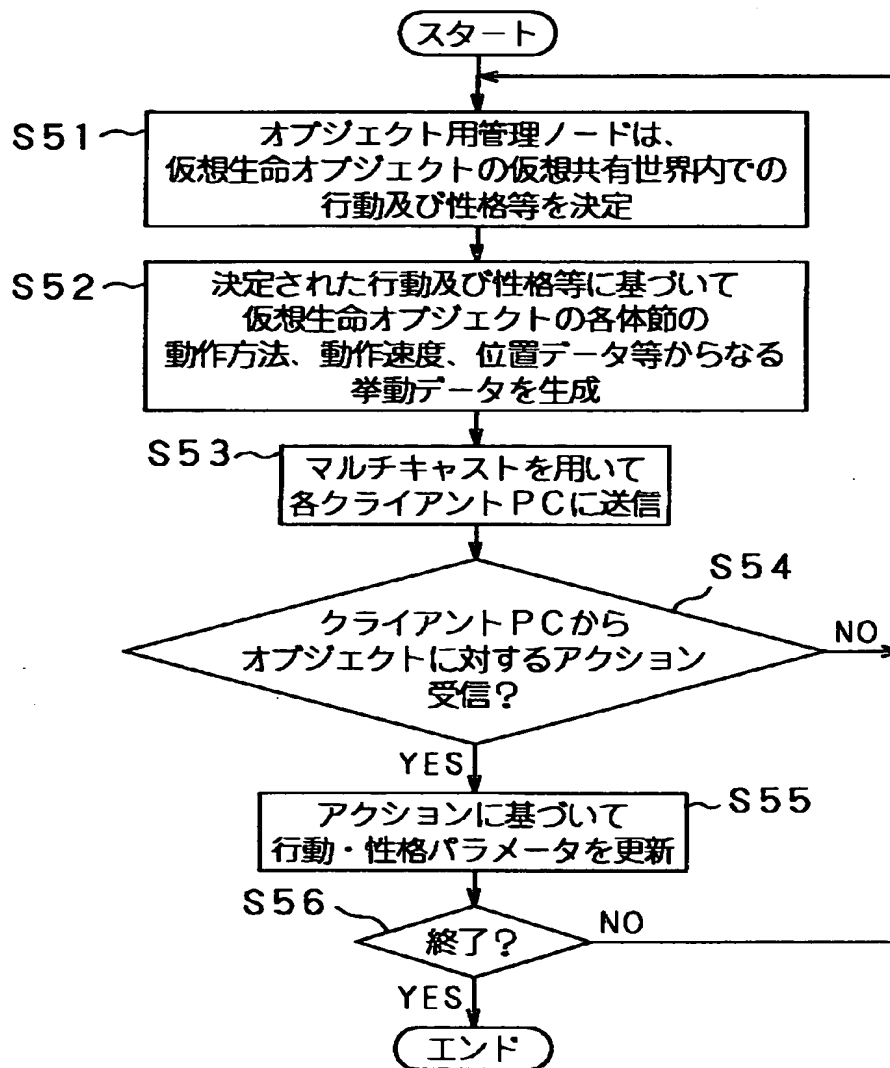 スタート
S51
オブジェクト用管理ノードは、
仮想生命オブジェクトの仮想共有世界内での
行動及び性格等を決定
S52
決定された行動及び性格等に基づいて
仮想生命オブジェクトの各体節の
動作方法、動作速度、位置データ等からなる
挙動データを生成
S53
マルチキャストを用いて
各クライアントPCに送信
S54
クライアントPCから
オブジェクトに対するアクション
受信?
NO
YES
アクションに基づいて
行動・性格パラメータを更新
S55
S56
終了?
NO
YES
エンド